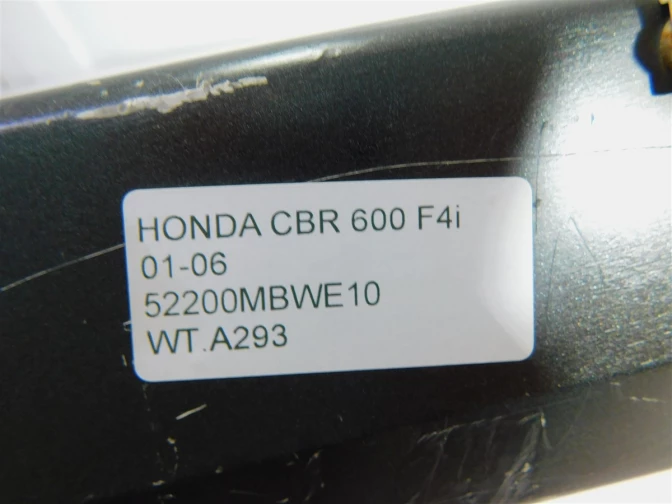 HONDA CBR 600 F4i
01-06
52200MBWE10
WT.A293